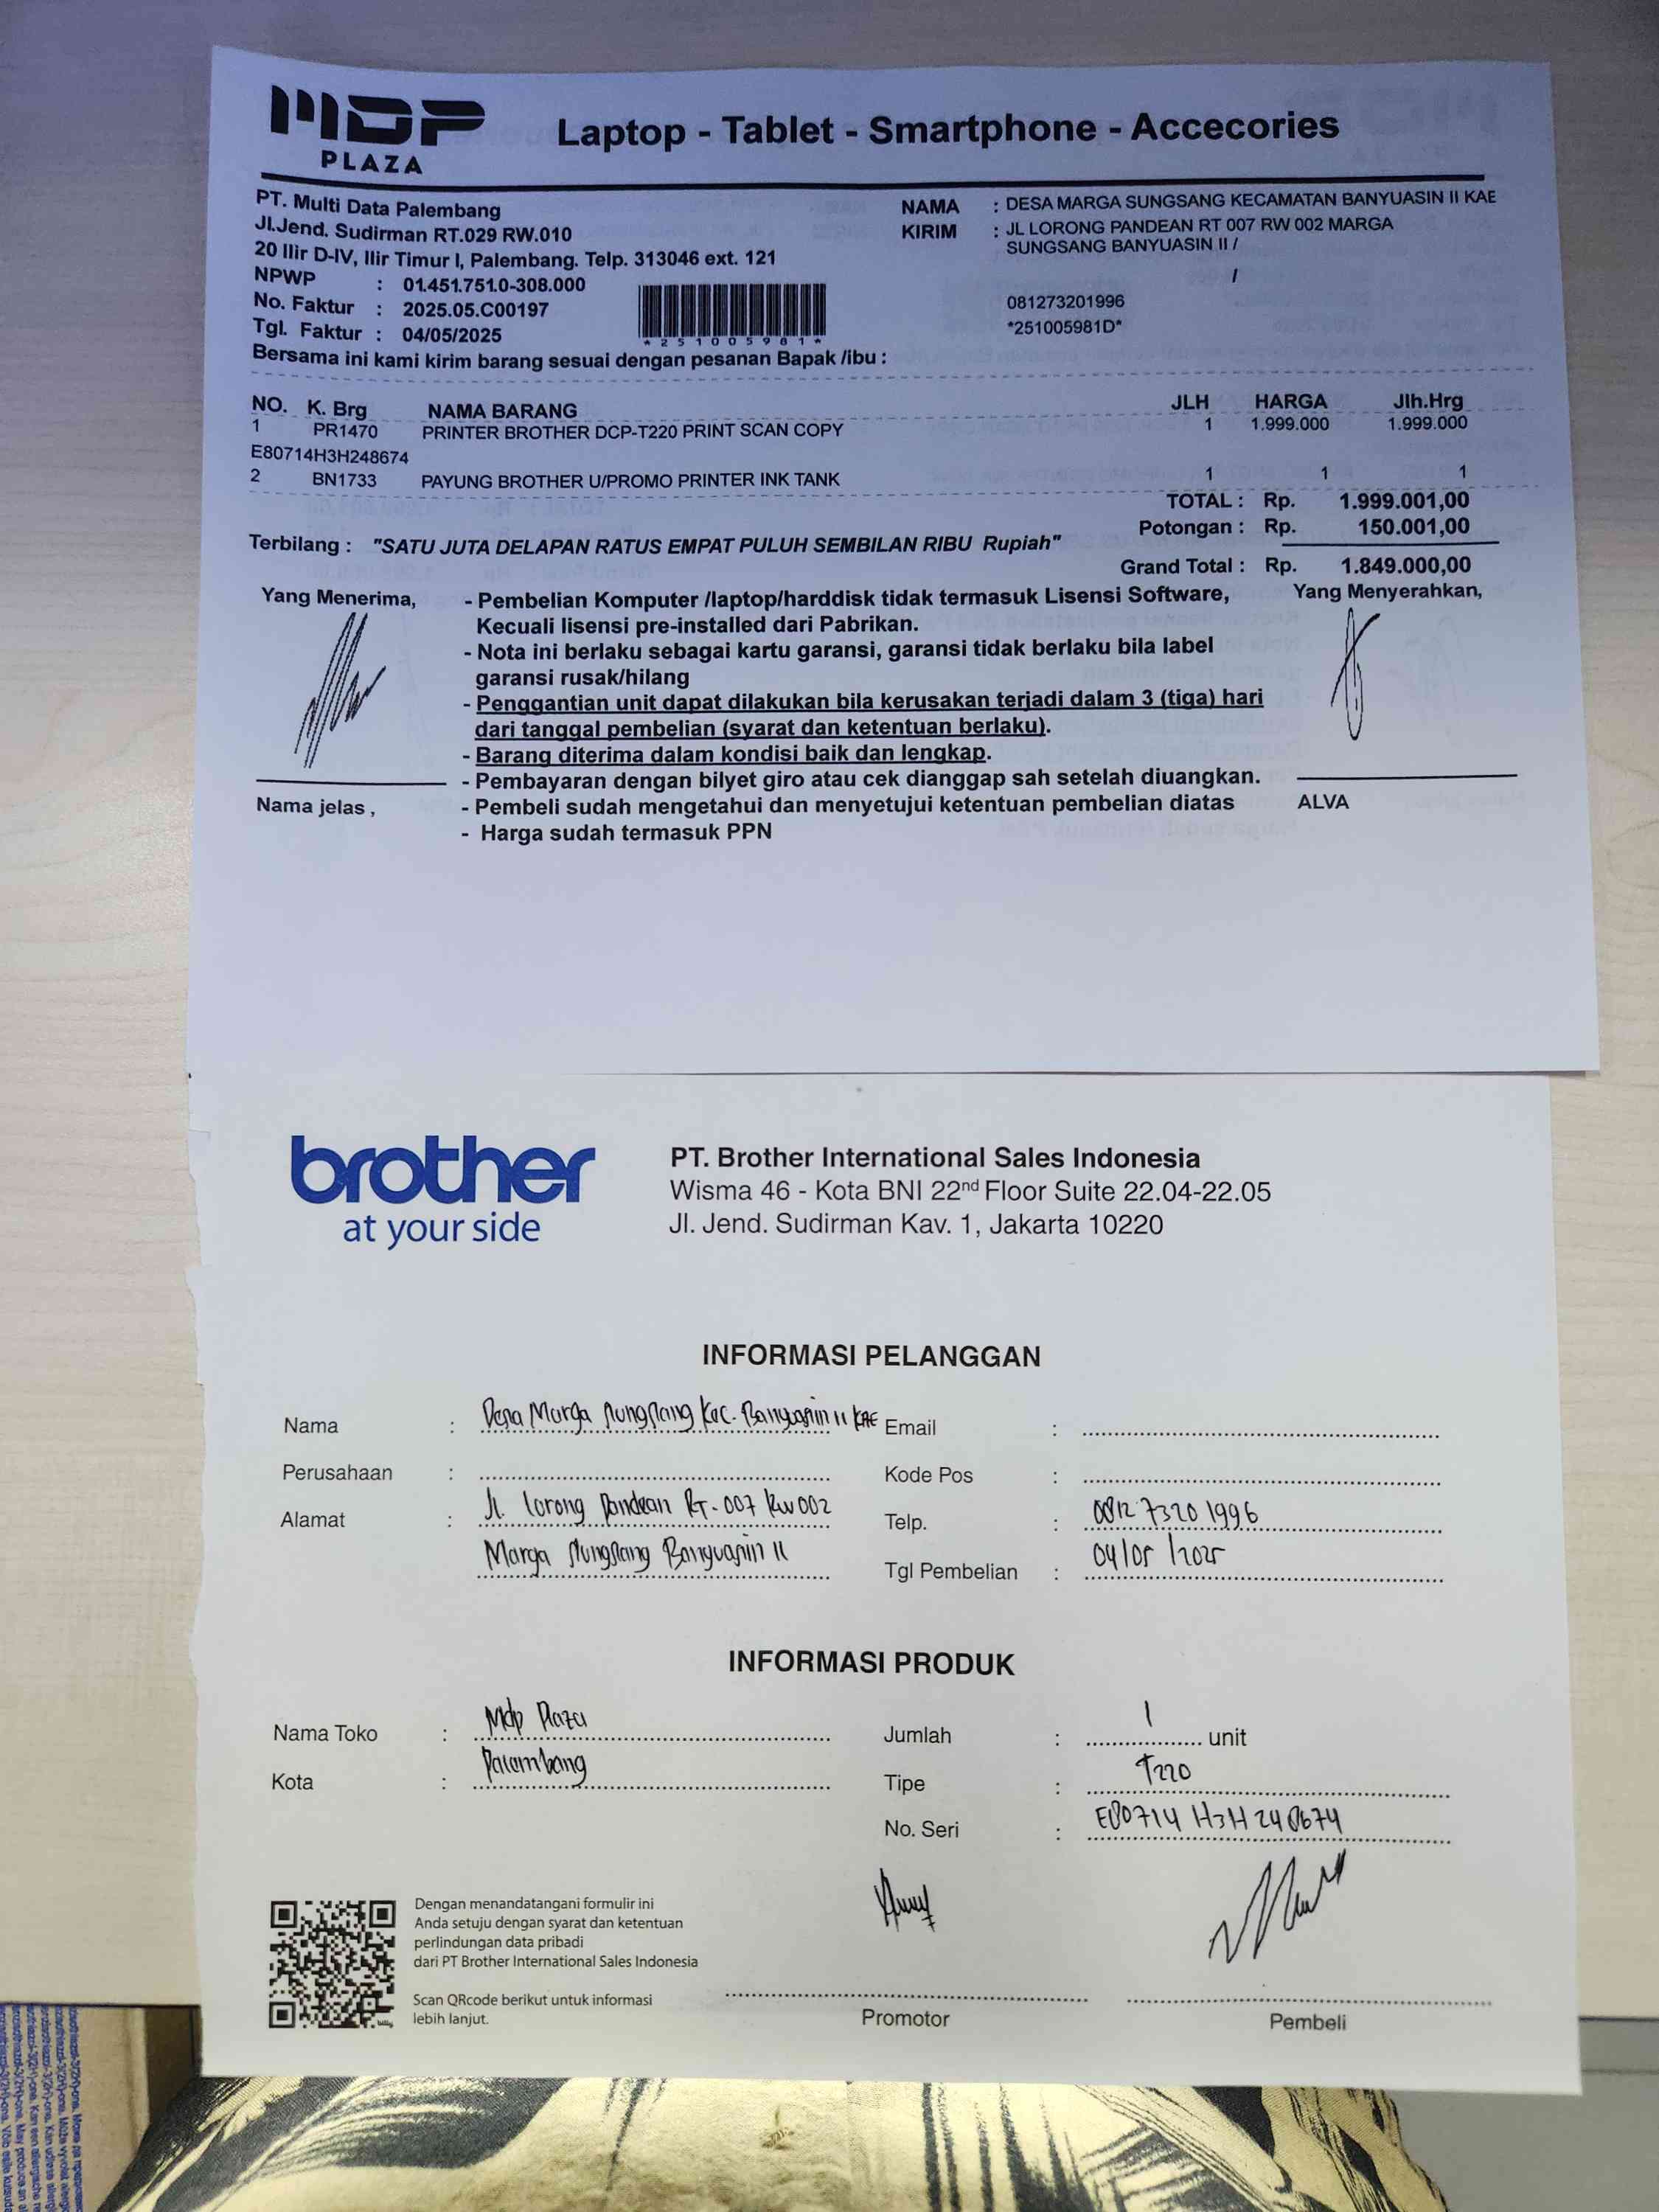 MDP
PLAZA
Laptop - Tablet - Smartphone - Accecories
PT. Multi Data Palembang
Jl.Jend. Sudirman RT.029 RW.010
20 Ilir D-IV, Ilir Timur I, Palembang. Telp. 313046 ext. 121
NPWP : 01.451.751.0-308.000
No. Faktur : 2025.05.C00197
Tgl. Faktur : 04/05/2025
*251005981*
NAMA : DESA MARGA SUNGSANG KECAMATAN BANYUASIN II KAE
KIRIM : JL LORONG PANDEAN RT 007 RW 002 MARGA
SUNGSANG BANYUASIN II /
/
081273201996
*251005981D*
Bersama ini kami kirim barang sesuai dengan pesanan Bapak /ibu :
NO. K. Brg NAMA BARANG JLH HARGA Jlh.Hrg
1 PR1470 PRINTER BROTHER DCP-T220 PRINT SCAN COPY 1 1.999.000 1.999.000
E80714H3H248674
2 BN1733 PAYUNG BROTHER U/PROMO PRINTER INK TANK 1 1 1
TOTAL : Rp. 1.999.001,00
Potongan : Rp. 150.001,00
Terbilang : "SATU JUTA DELAPAN RATUS EMPAT PULUH SEMBILAN RIBU Rupiah"
Grand Total : Rp. 1.849.000,00
Yang Menerima,
- Pembelian Komputer /laptop/harddisk tidak termasuk Lisensi Software,
Kecuali lisensi pre-installed dari Pabrikan.
- Nota ini berlaku sebagai kartu garansi, garansi tidak berlaku bila label
garansi rusak/hilang
- Penggantian unit dapat dilakukan bila kerusakan terjadi dalam 3 (tiga) hari
dari tanggal pembelian (syarat dan ketentuan berlaku).
- Barang diterima dalam kondisi baik dan lengkap.
- Pembayaran dengan bilyet giro atau cek dianggap sah setelah diuangkan.
- Pembeli sudah mengetahui dan menyetujui ketentuan pembelian diatas
- Harga sudah termasuk PPN
Yang Menyerahkan,
Nama jelas ,
ALVA
brother
at your side
PT. Brother International Sales Indonesia
Wisma 46 - Kota BNI 22nd Floor Suite 22.04-22.05
Jl. Jend. Sudirman Kav. 1, Jakarta 10220
INFORMASI PELANGGAN
Nama : Desa Marga Sungsang Kec. Banyuasin II KAE
Perusahaan :
Alamat : Jl. lorong Pandean RT. 007 RW 002
Marga Sungsang Banyuasin II
Email :
Kode Pos :
Telp. : 0812 7320 1996
Tgl Pembelian : 04/05/2025
INFORMASI PRODUK
Nama Toko : Mdp Plaza
Kota : Palembang
Jumlah : 1 unit
Tipe : T220
No. Seri : E80714 H3H 248674
Dengan menandatangani formulir ini
Anda setuju dengan syarat dan ketentuan
perlindungan data pribadi
dari PT Brother International Sales Indonesia
Scan QRcode berikut untuk informasi
lebih lanjut.
Promotor
Pembeli